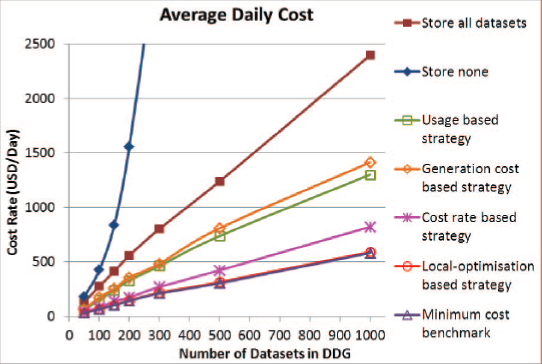 Average Daily Cost
Cost Rate (USD/Day)
2500
2000
1500
1000
500
0
0 100 200 300 400 500 600 700 800 900 1000
Number of Datasets in DDG
Store all datasets
Store none
Usage based
strategy
Generation cost
based strategy
Cost rate based
strategy
Local-optimisation
based strategy
Minimum cost
benchmark